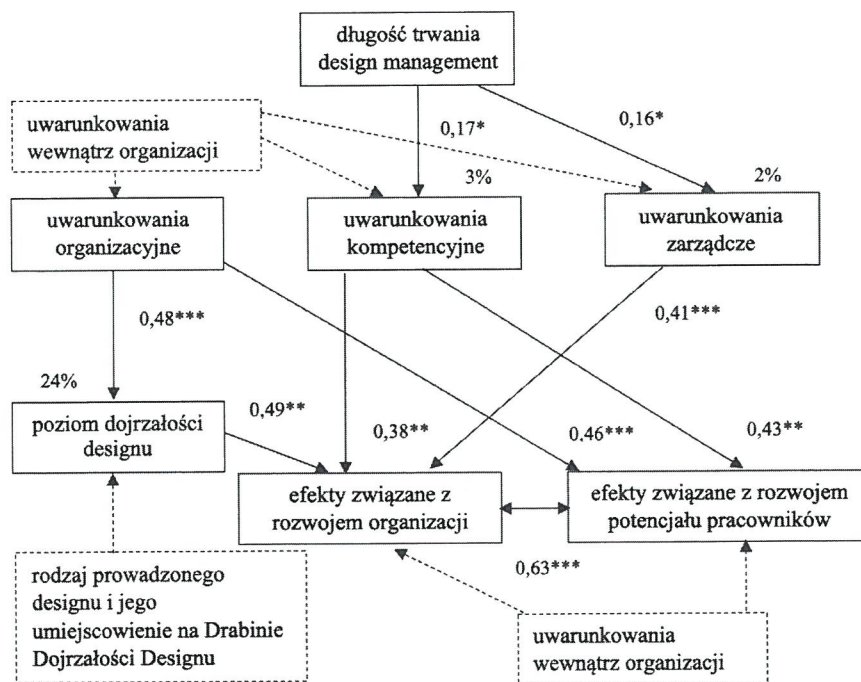 długość trwania
design management
uwarunkowania
wewnątrz organizacji
0,17*
0,16*
3%
2%
uwarunkowania
organizacyjne
uwarunkowania
kompetencyjne
uwarunkowania
zarządcze
0,48***
0,41***
24%
poziom dojrzałości
designu
0,49**
0,38**
0,46***
0,43**
efekty związane z
rozwojem organizacji
efekty związane z rozwojem
potencjału pracowników
0,63***
rodzaj prowadzonego
designu i jego
umiejscowienie na Drabinie
Dojrzałości Designu
uwarunkowania
wewnątrz organizacji